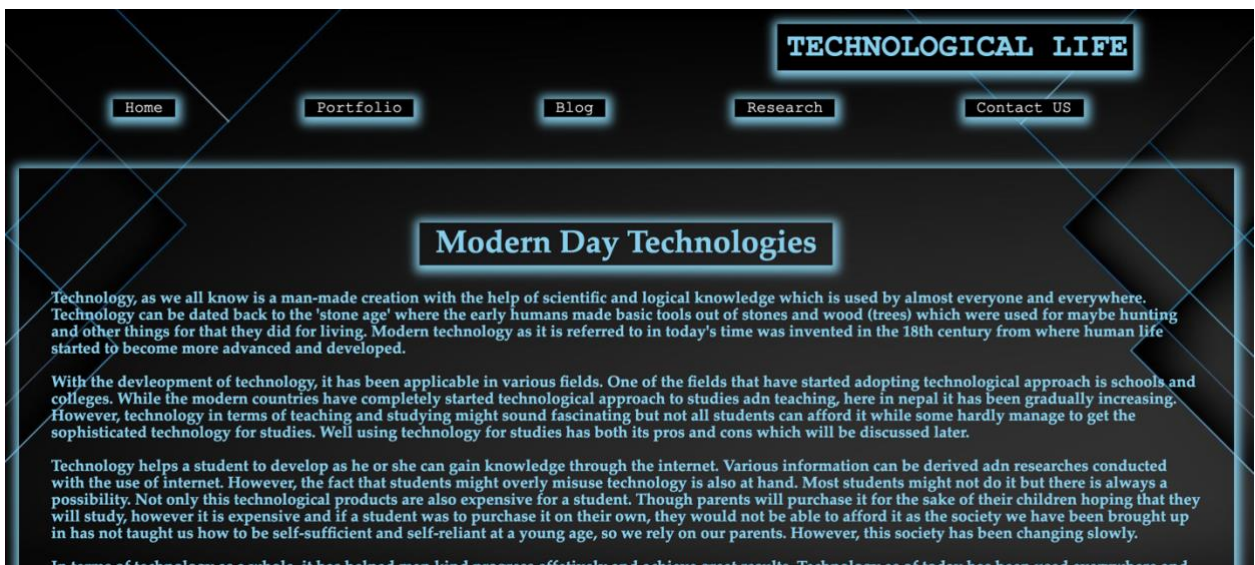 TECHNOLOGICAL LIFE
Home Portfolio Blog Research Contact US
Modern Day Technologies
Technology, as we all know is a man-made creation with the help of scientific and logical knowledge which is used by almost everyone and everywhere.
Technology can be dated back to the 'stone age' where the early humans made basic tools out of stones and wood (trees) which were used for maybe hunting
and other things for that they did for living. Modern technology as it is referred to in today's time was invented in the 18th century from where human life
started to become more advanced and developed.
With the devleopment of technology, it has been applicable in various fields. One of the fields that have started adopting technological approach is schools and
colleges. While the modern countries have completely started technological approach to studies adn teaching, here in nepal it has been gradually increasing.
However, technology in terms of teaching and studying might sound fascinating but not all students can afford it while some hardly manage to get the
sophisticated technology for studies. Well using technology for studies has both its pros and cons which will be discussed later.
Technology helps a student to develop as he or she can gain knowledge through the internet. Various information can be derived adn researches conducted
with the use of internet. However, the fact that students might overly misuse technology is also at hand. Most students might not do it but there is always a
possibility. Not only this technological products are also expensive for a student. Though parents will purchase it for the sake of their children hoping that they
will study, however it is expensive and if a student was to purchase it on their own, they would not be able to afford it as the society we have been brought up
in has not taught us how to be self-sufficient and self-reliant at a young age, so we rely on our parents. However, this society has been changing slowly.
In terms of technology as a whole, it has helped man kind progress